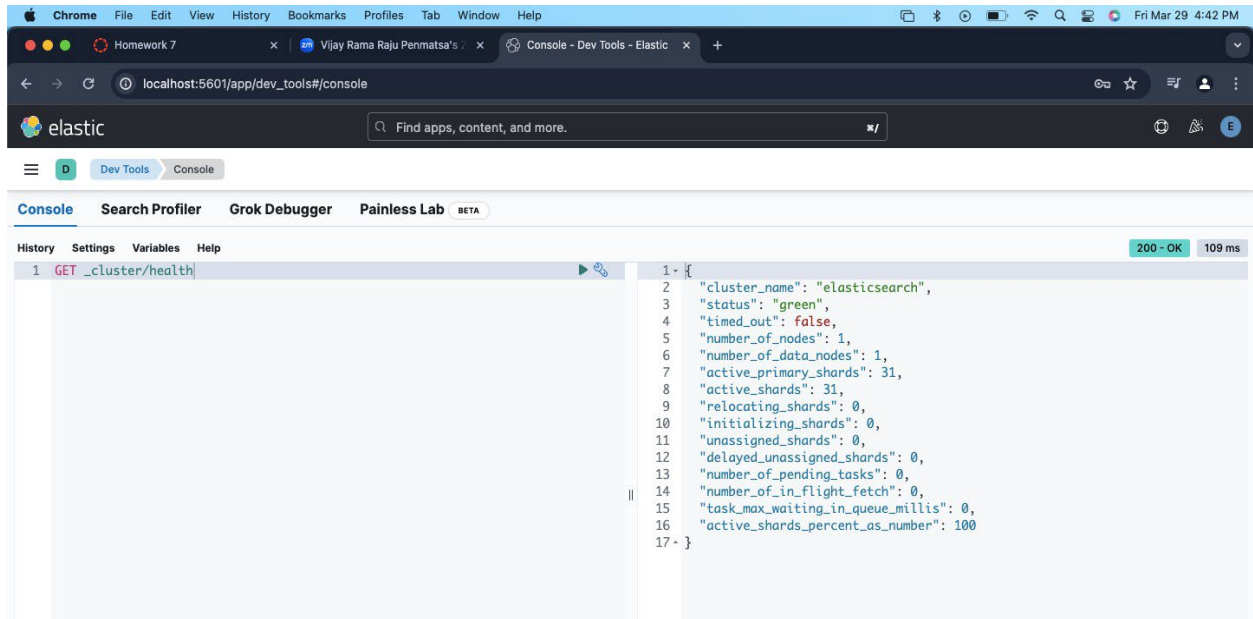 Chrome File Edit View History Bookmarks Profiles Tab Window Help Fri Mar 29 4:42 PM
Homework 7 zm Vijay Rama Raju Penmatsa's Console - Dev Tools - Elastic
localhost:5601/app/dev_tools#/console
elastic Find apps, content, and more. ⌘/ E
D Dev Tools Console
Console Search Profiler Grok Debugger Painless Lab BETA
History Settings Variables Help 200 - OK 109 ms
1 GET _cluster/health
1 {
2 "cluster_name": "elasticsearch",
3 "status": "green",
4 "timed_out": false,
5 "number_of_nodes": 1,
6 "number_of_data_nodes": 1,
7 "active_primary_shards": 31,
8 "active_shards": 31,
9 "relocating_shards": 0,
10 "initializing_shards": 0,
11 "unassigned_shards": 0,
12 "delayed_unassigned_shards": 0,
13 "number_of_pending_tasks": 0,
14 "number_of_in_flight_fetch": 0,
15 "task_max_waiting_in_queue_millis": 0,
16 "active_shards_percent_as_number": 100
17 }